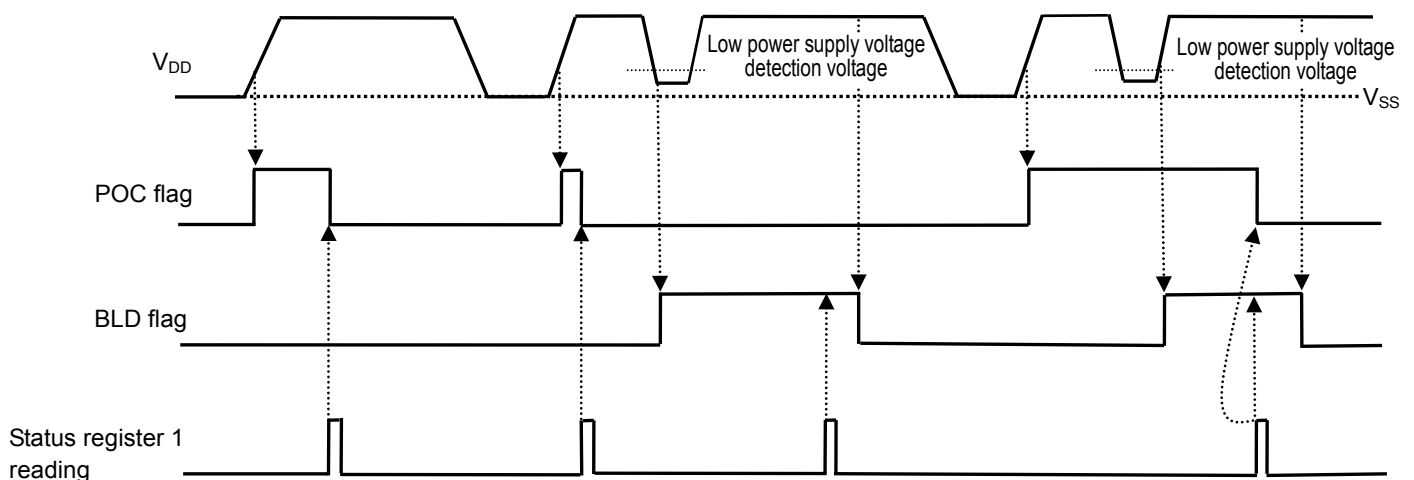 Low power supply voltage
detection voltage
Low power supply voltage
detection voltage
VDD
VSS
POC flag
BLD flag
Status register 1
reading